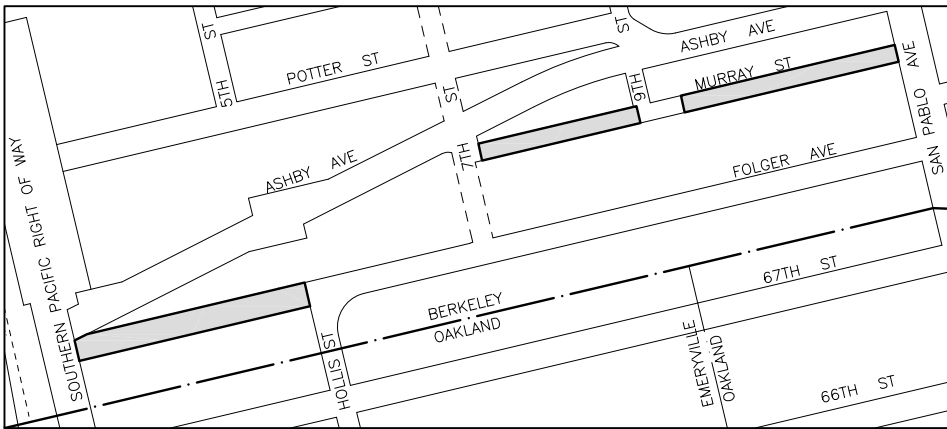 ST
ST
ASHBY AVE
POTTER ST
5TH
ST
9TH
MURRAY ST
AVE
7TH
SAN PABLO
ASHBY AVE
FOLGER AVE
SOUTHERN PACIFIC RIGHT OF WAY
67TH ST
BERKELEY
OAKLAND
HOLLIS ST
EMERYVILLE
OAKLAND
66TH ST